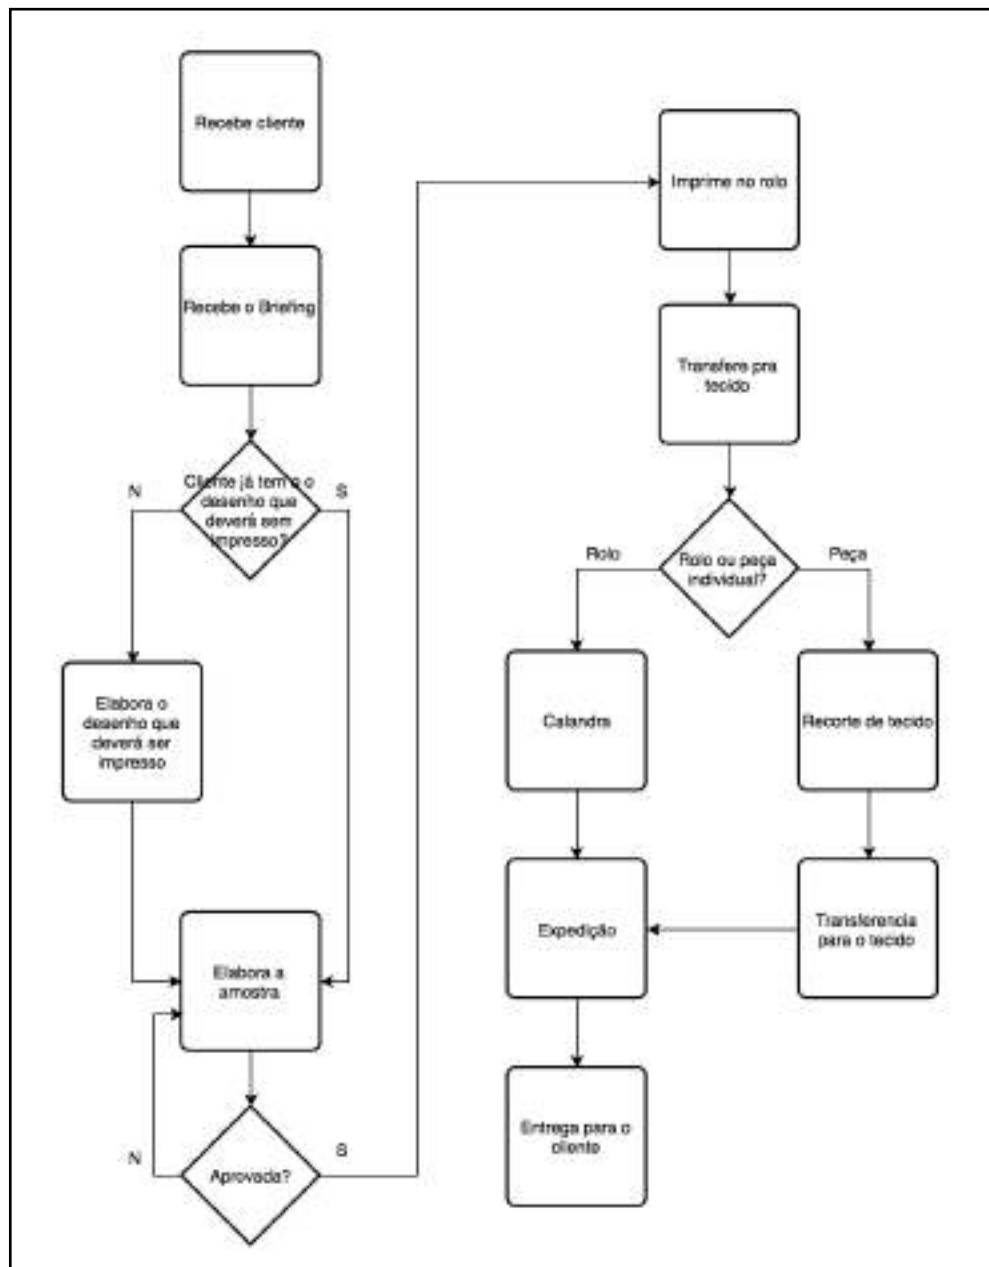 Recebe cliente
Recebe o Briefing
Cliente já tem o o
desenho que
deverá sem
impresso?
N
S
Elabora o
desenho que
deverá ser
impresso
Elabora a
amostra
Aprovada?
N
S
Imprime no rolo
Transfere pra
tecido
Rolo ou peça
individual?
Rolo
Peça
Calandra
Recorte de tecido
Expedição
Transferencia
para o tecido
Entrega para o
cliente